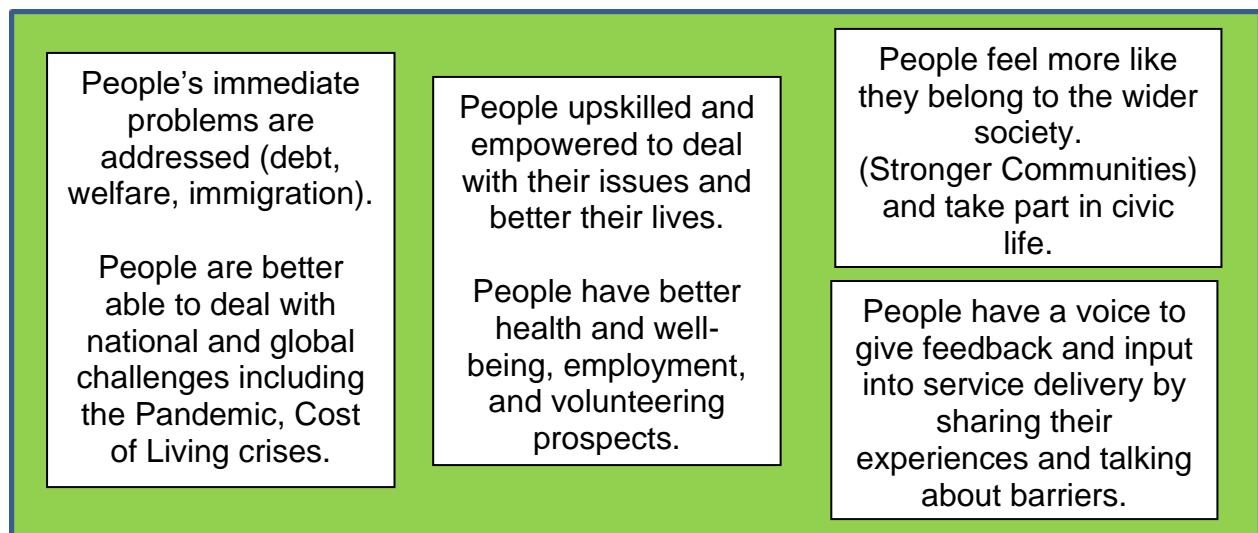 People’s immediate
problems are
addressed (debt,
welfare, immigration).
People are better
able to deal with
national and global
challenges including
the Pandemic, Cost
of Living crises.
People upskilled and
empowered to deal
with their issues and
better their lives.
People have better
health and well-
being, employment,
and volunteering
prospects.
People feel more like
they belong to the wider
society.
(Stronger Communities)
and take part in civic
life.
People have a voice to
give feedback and input
into service delivery by
sharing their
experiences and talking
about barriers.